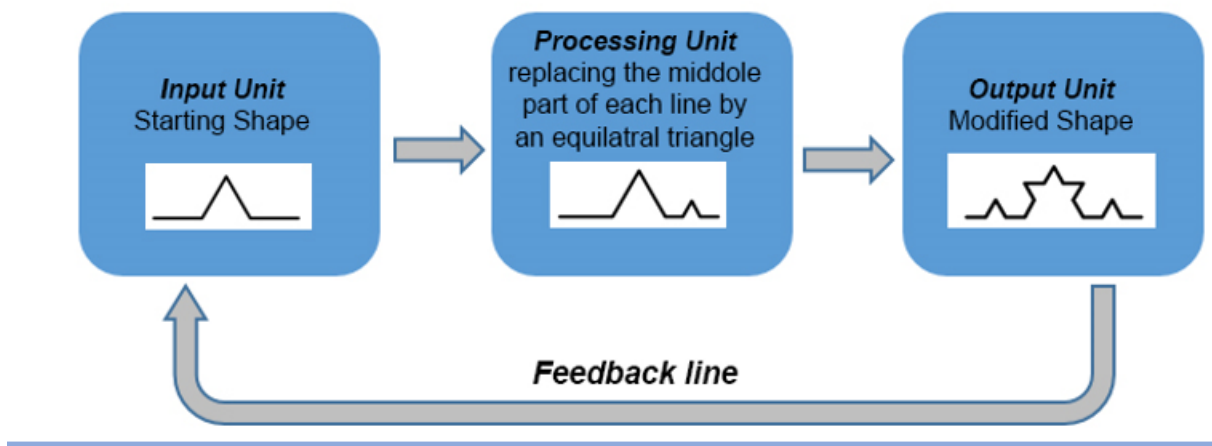 Input Unit
Starting Shape
Processing Unit
replacing the middole
part of each line by
an equilatral triangle
Output Unit
Modified Shape
Feedback line